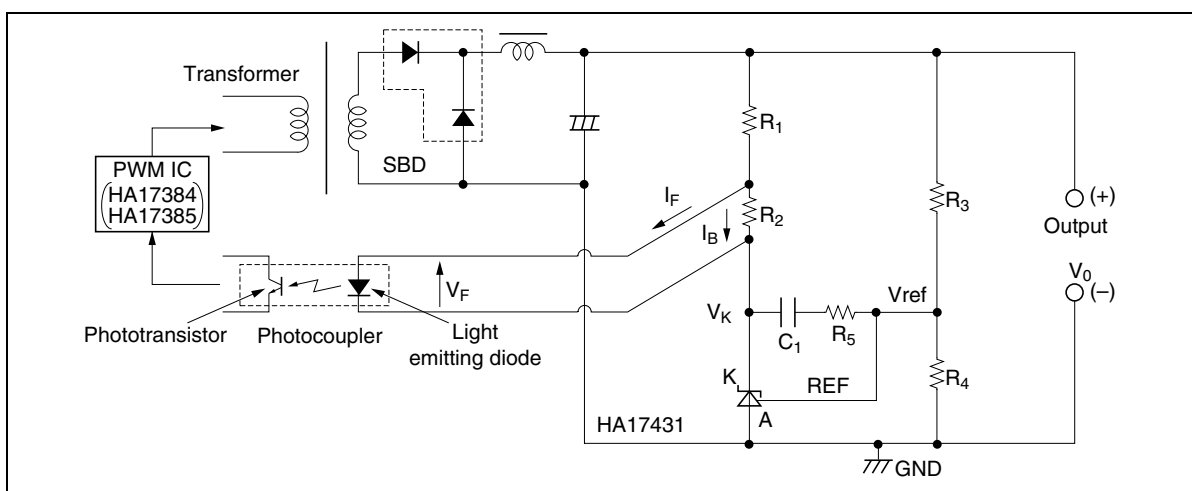 Transformer
SBD
PWM IC
(HA17384
HA17385)
R1
IF
R2
IB
R3
(+)
Output
V0
(–)
VF
Vref
VK
C1
R5
Phototransistor
Photocoupler
Light
emitting diode
K
REF
R4
A
HA17431
GND